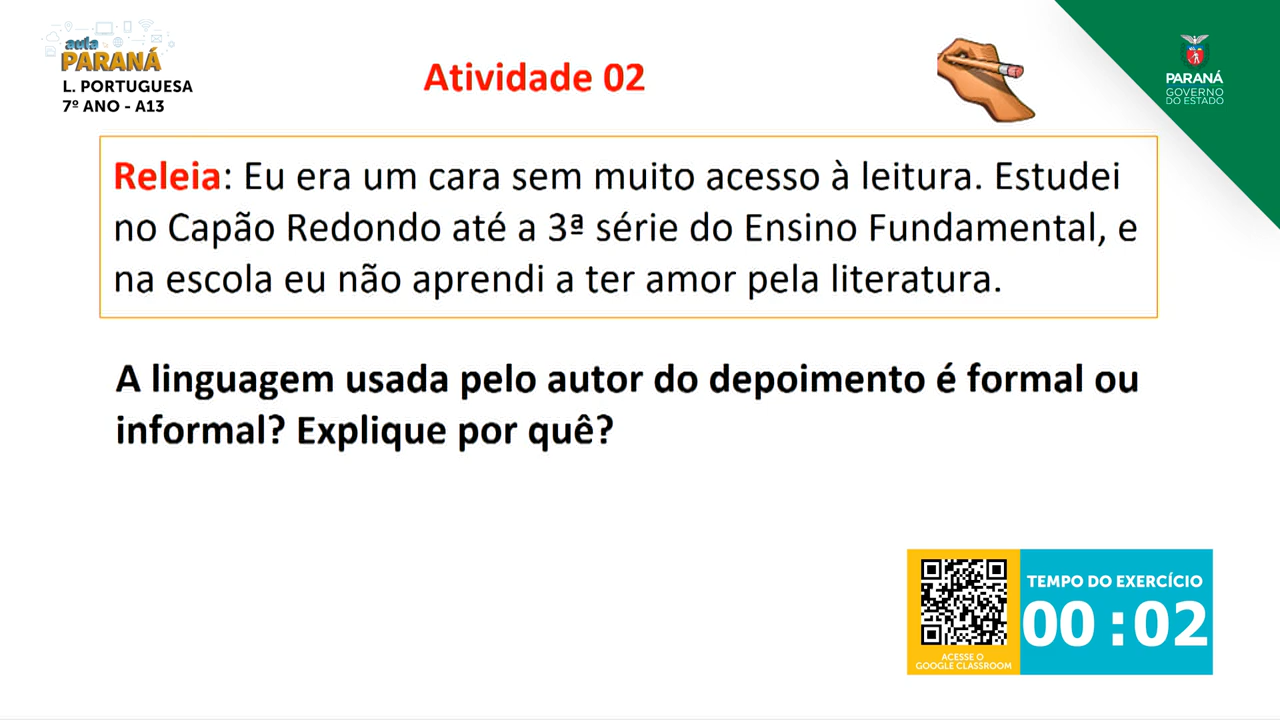 aula
PARANÁ
L. PORTUGUESA
7º ANO - A13
Atividade 02
PARANÁ
GOVERNO
DO ESTADO
Releia: Eu era um cara sem muito acesso à leitura. Estudei
no Capão Redondo até a 3ª série do Ensino Fundamental, e
na escola eu não aprendi a ter amor pela literatura.
A linguagem usada pelo autor do depoimento é formal ou
informal? Explique por quê?
TEMPO DO EXERCÍCIO
00:02
ACESSE O
GOOGLE CLASSROOM